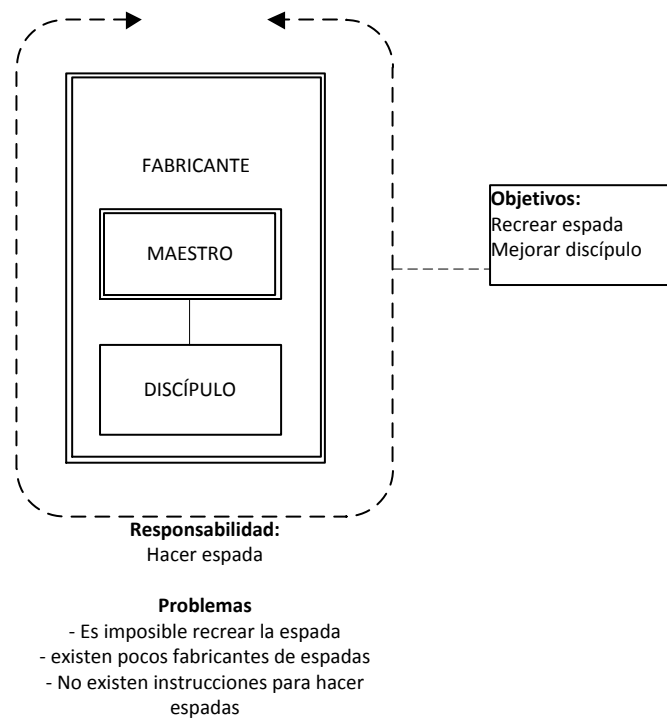 FABRICANTE
MAESTRO
DISCÍPULO
Objetivos:
Recrear espada
Mejorar discípulo
Responsabilidad:
Hacer espada
Problemas
- Es imposible recrear la espada
- existen pocos fabricantes de espadas
- No existen instrucciones para hacer
espadas